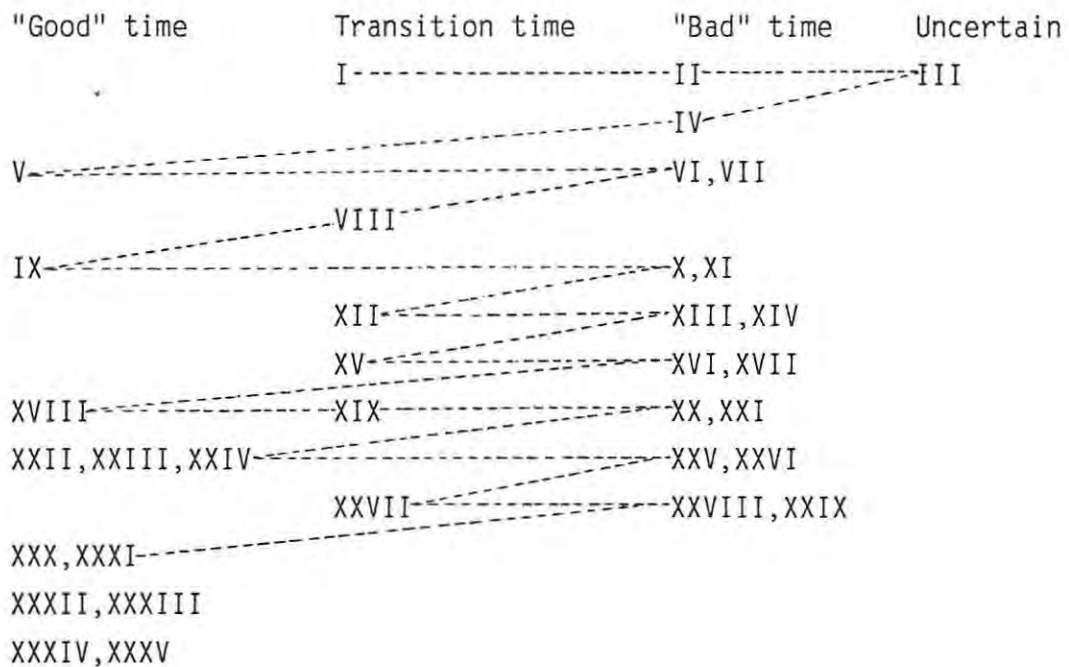 "Good" time Transition time "Bad" time Uncertain
I II III
IV
V VI,VII
VIII
IX X,XI
XII XIII,XIV
XV XVI,XVII
XVIII XIX XX,XXI
XXII,XXIII,XXIV XXV,XXVI
XXVII XXVIII,XXIX
XXX,XXXI
XXXII,XXXIII
XXXIV,XXXV